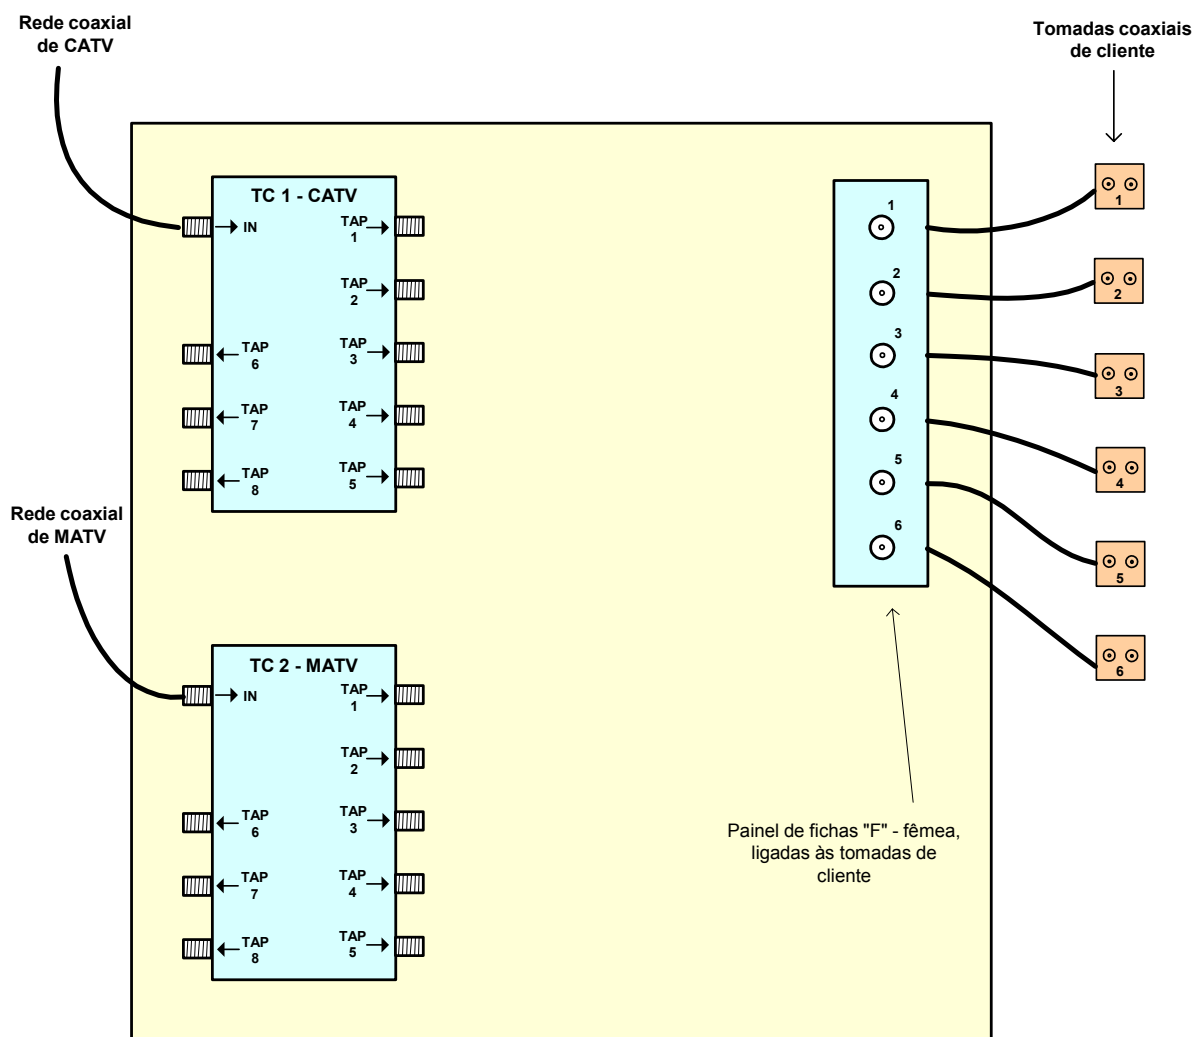 Rede coaxial
de CATV
Tomadas coaxiais
de cliente
TC 1 - CATV
IN
TAP
1
TAP
2
TAP
3
TAP
4
TAP
5
TAP
6
TAP
7
TAP
8
1
2
3
4
5
6
1
2
3
4
5
6
Rede coaxial
de MATV
TC 2 - MATV
IN
TAP
1
TAP
2
TAP
3
TAP
4
TAP
5
TAP
6
TAP
7
TAP
8
Painel de fichas "F" - fêmea,
ligadas às tomadas de
cliente